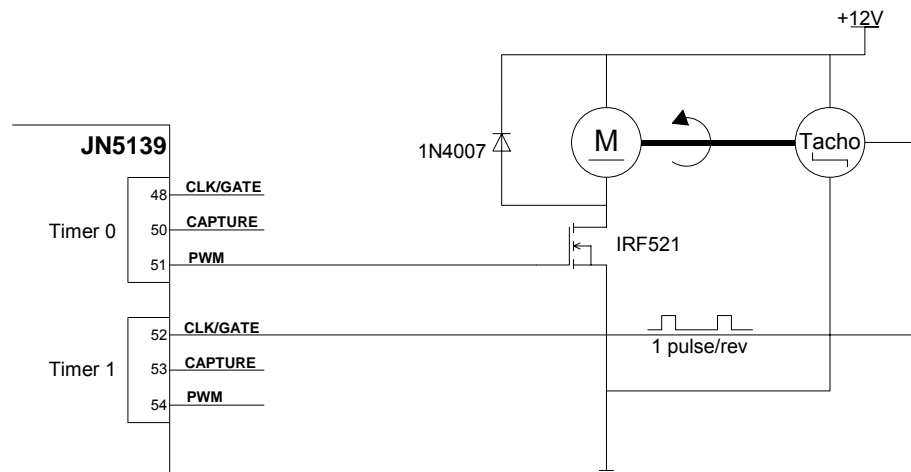 +12V
JN5139
1N4007
M
Tacho
48 CLK/GATE
Timer 0
50 CAPTURE
51 PWM
IRF521
52 CLK/GATE
1 pulse/rev
Timer 1
53 CAPTURE
54 PWM